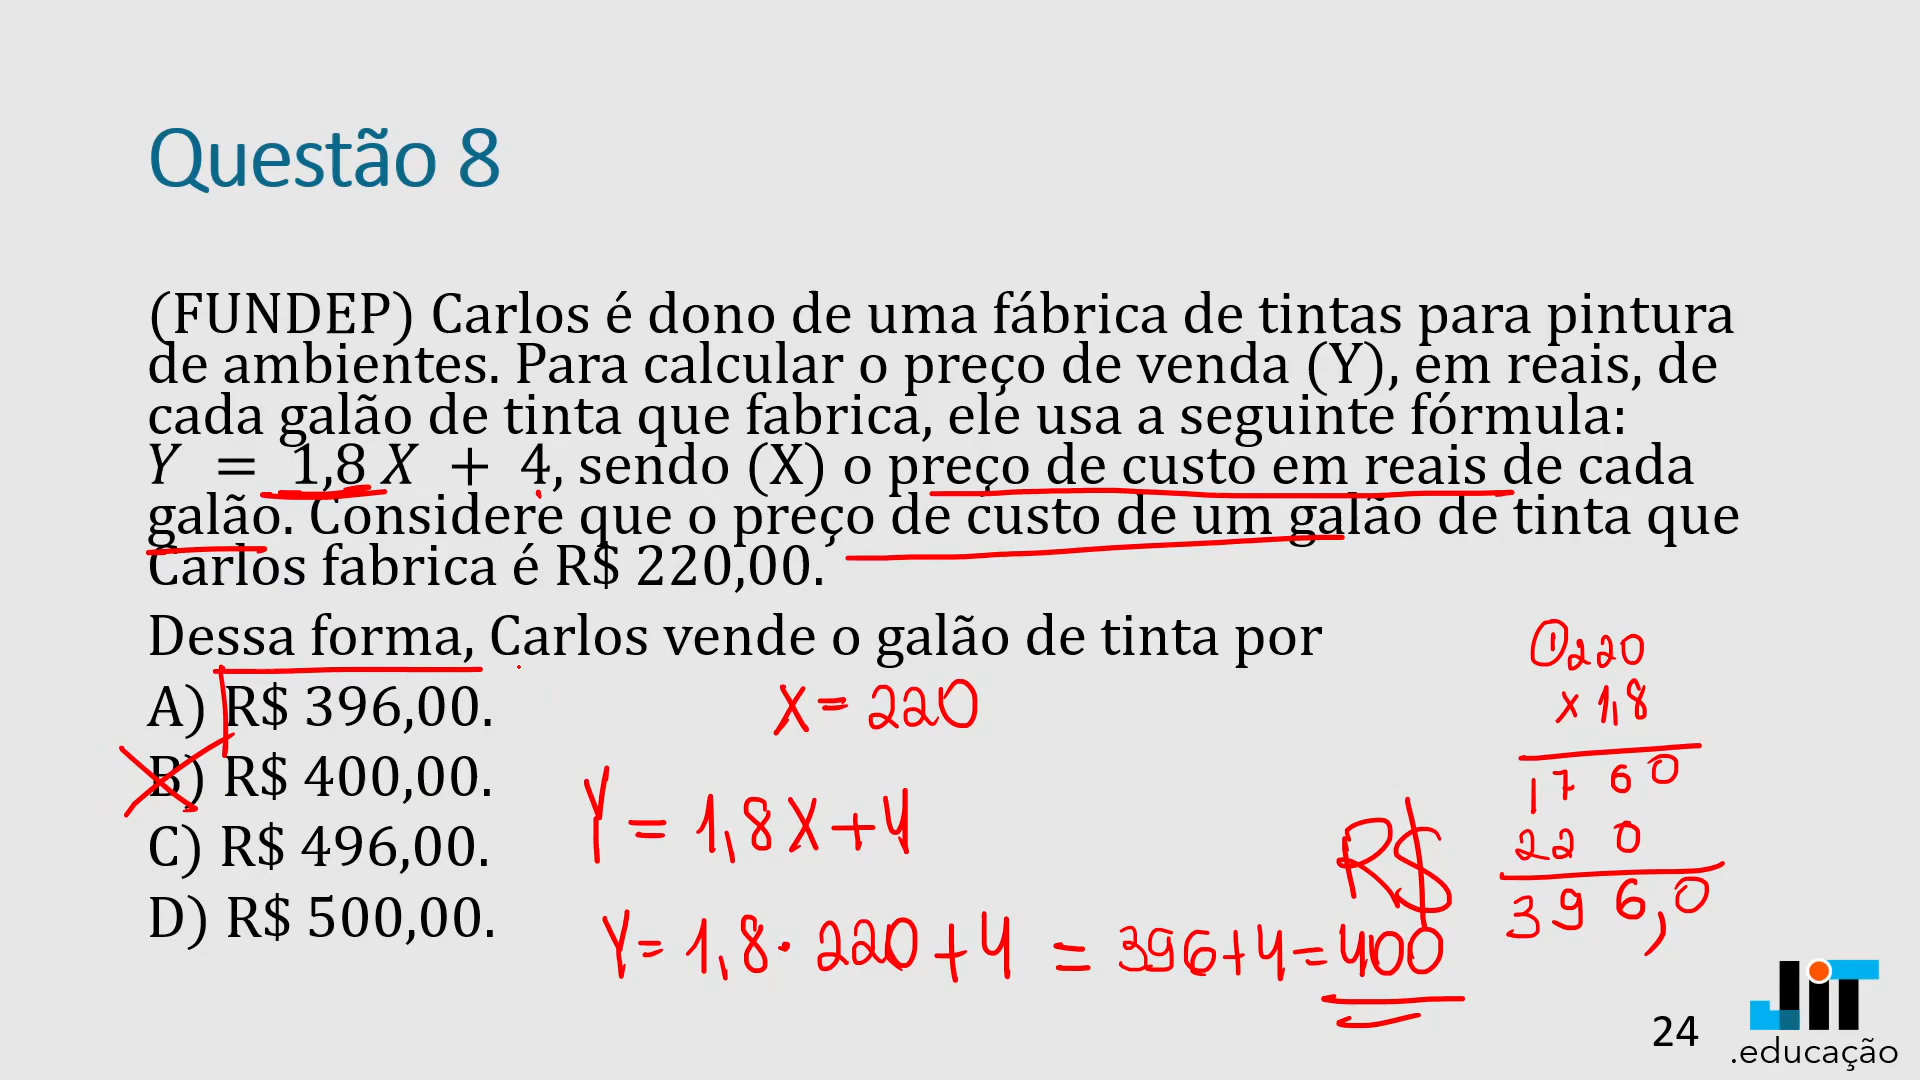 Questão 8
(FUNDEP) Carlos é dono de uma fábrica de tintas para pintura
de ambientes. Para calcular o preço de venda (Y), em reais, de
cada galão de tinta que fabrica, ele usa a seguinte fórmula:
Y = 1,8 X + 4, sendo (X) o preço de custo em reais de cada
galão. Considere que o preço de custo de um galão de tinta que
Carlos fabrica é R$ 220,00.
Dessa forma, Carlos vende o galão de tinta por
A) R$ 396,00.
B) R$ 400,00.
C) R$ 496,00.
D) R$ 500,00.
X = 220
Y = 1,8X+4
Y = 1,8 · 220 + 4 = 396+4=400
R$
1 220
x 1,8
1760
220
396,0
24
JiT
.educação